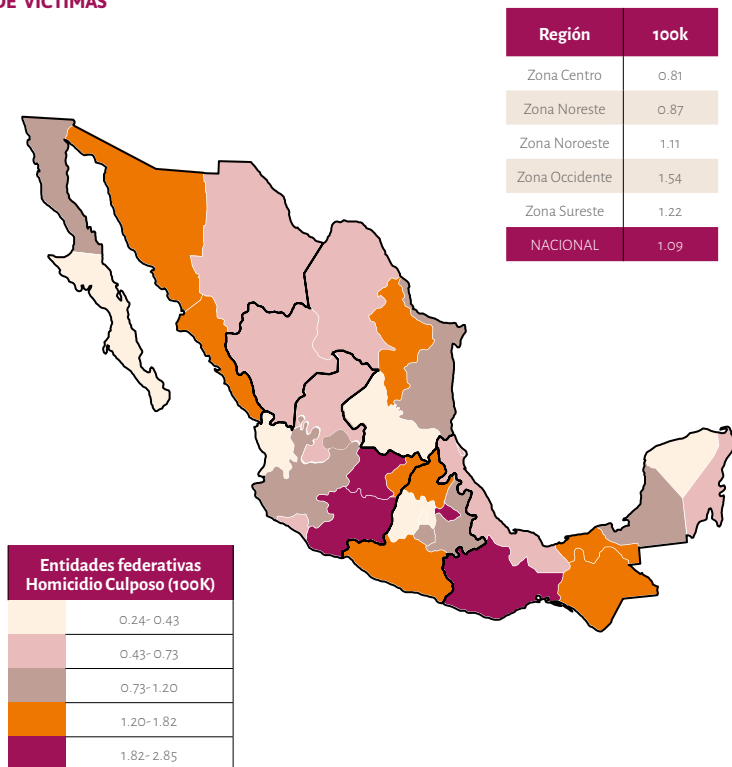 DE VÍCTIMAS
Región 100k
Zona Centro 0.81
Zona Noreste 0.87
Zona Noroeste 1.11
Zona Occidente 1.54
Zona Sureste 1.22
NACIONAL 1.09
Entidades federativas
Homicidio Culposo (100K)
0.24-0.43
0.43-0.73
0.73-1.20
1.20-1.82
1.82-2.85